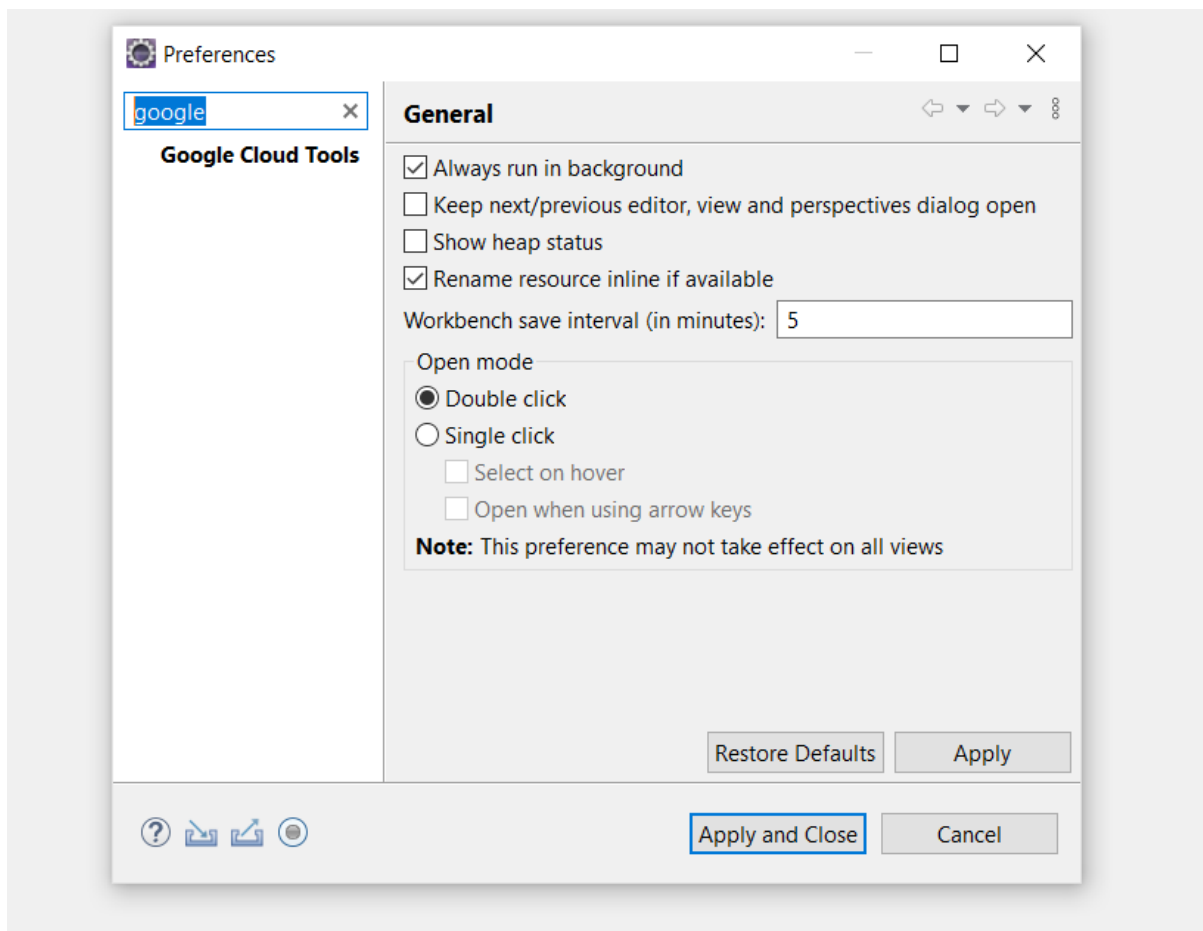 Preferences
google
Google Cloud Tools
General
Always run in background
Keep next/previous editor, view and perspectives dialog open
Show heap status
Rename resource inline if available
Workbench save interval (in minutes): 5
Open mode
Double click
Single click
Select on hover
Open when using arrow keys
Note: This preference may not take effect on all views
Restore Defaults Apply
Apply and Close Cancel